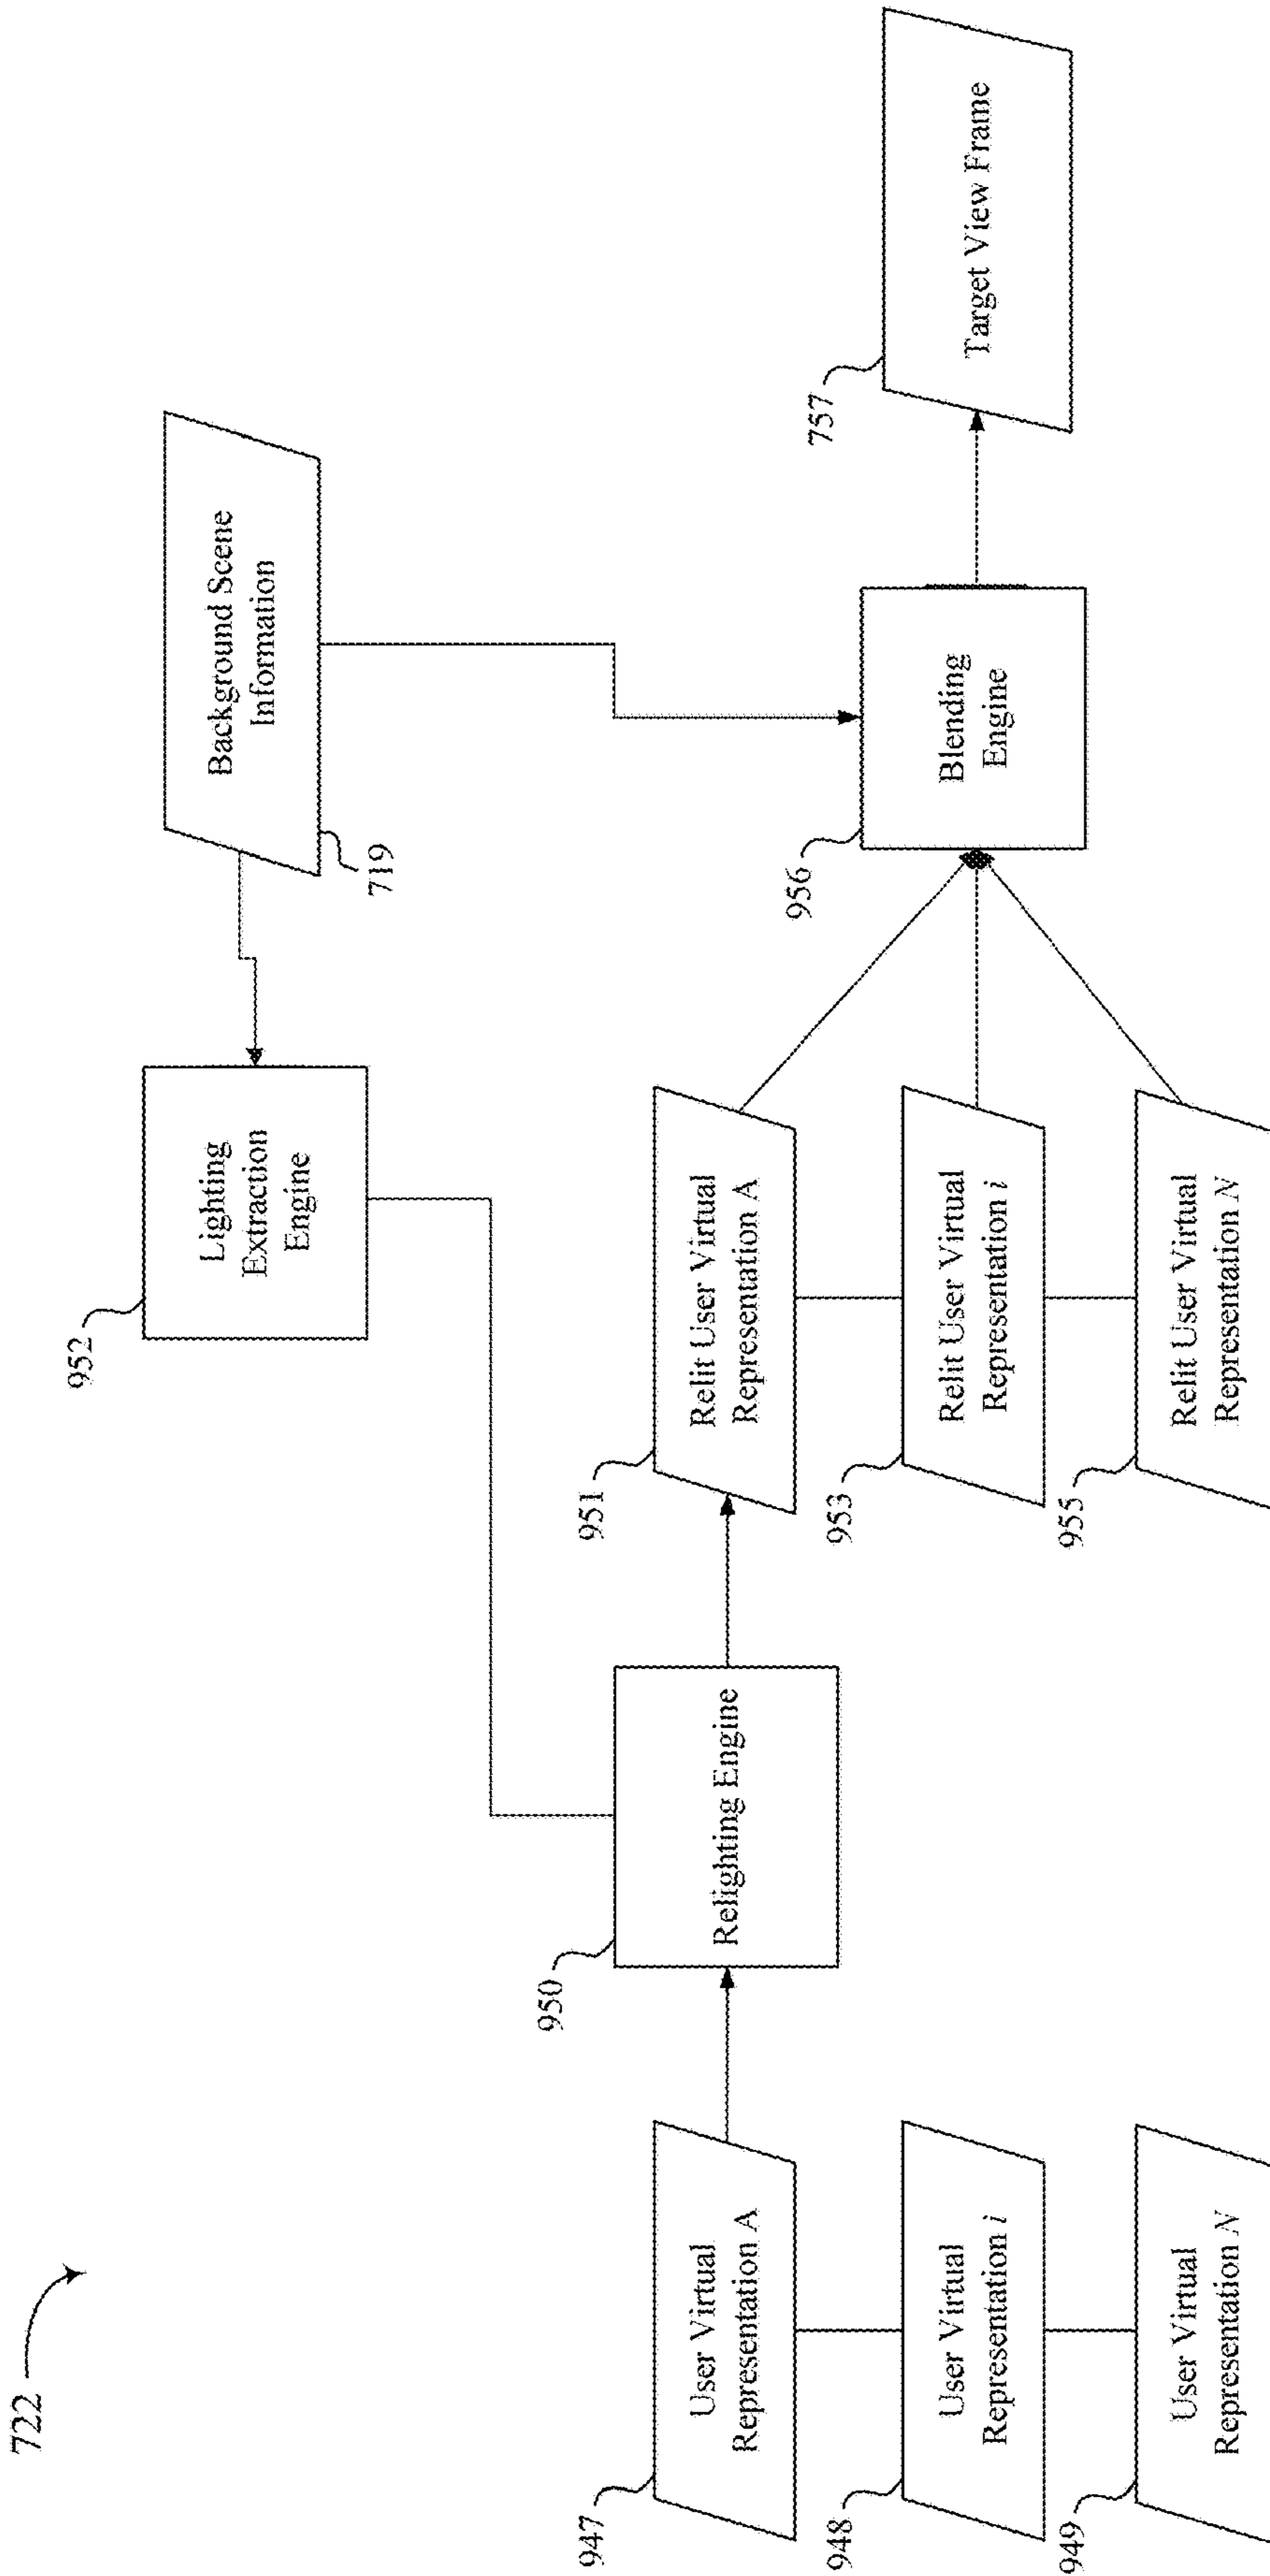 722
Background Scene
Information
719
Lighting
Extraction
Engine
952
947
User Virtual
Representation A
948
User Virtual
Representation i
949
User Virtual
Representation N
950
Relighting Engine
951
Relit User Virtual
Representation A
953
Relit User Virtual
Representation i
955
Relit User Virtual
Representation N
956
Blending
Engine
757
Target View Frame